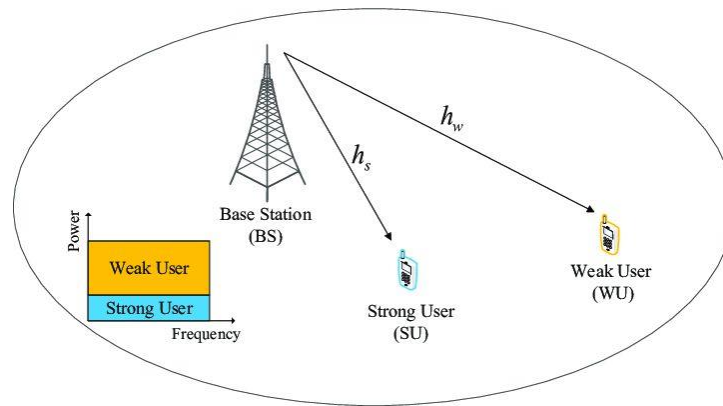 h_w
h_s
Base Station
(BS)
Power
Weak User
Strong User
Frequency
Strong User
(SU)
Weak User
(WU)